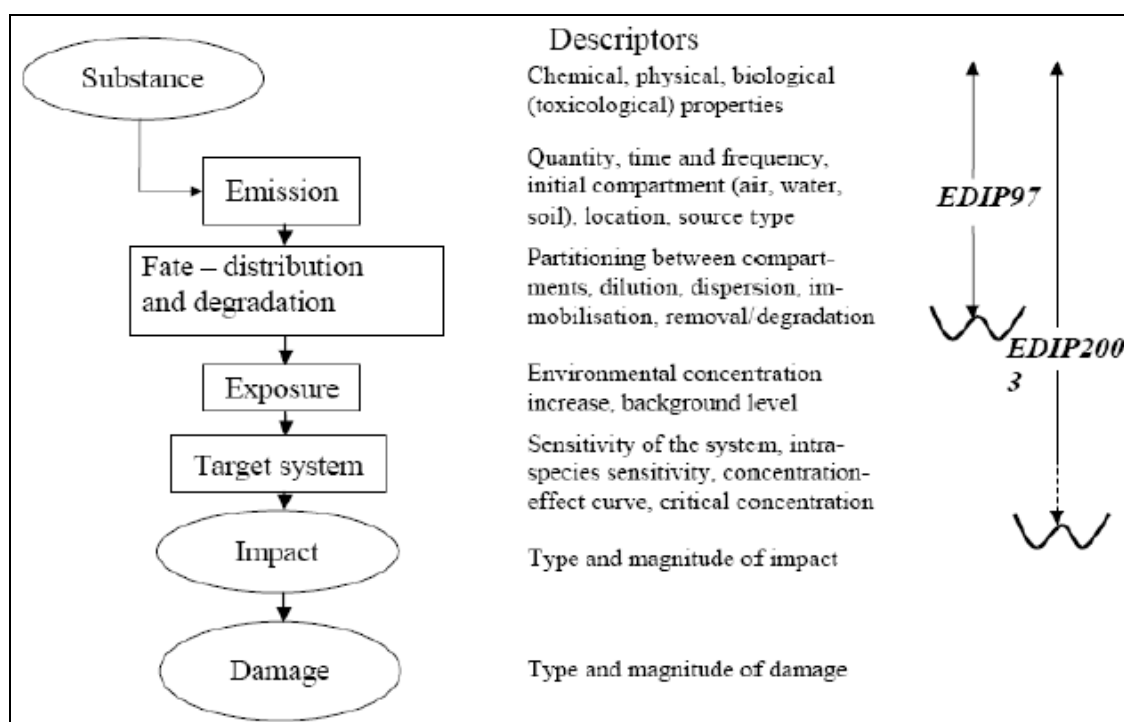 Descriptors
Substance
Chemical, physical, biological
(toxicological) properties
Emission
Quantity, time and frequency,
initial compartment (air, water,
soil), location, source type
EDIP97
Fate – distribution
and degradation
Partitioning between compart-
ments, dilution, dispersion, im-
mobilisation, removal/degradation
EDIP200
3
Exposure
Environmental concentration
increase, background level
Target system
Sensitivity of the system, intra-
species sensitivity, concentration-
effect curve, critical concentration
Impact
Type and magnitude of impact
Damage
Type and magnitude of damage